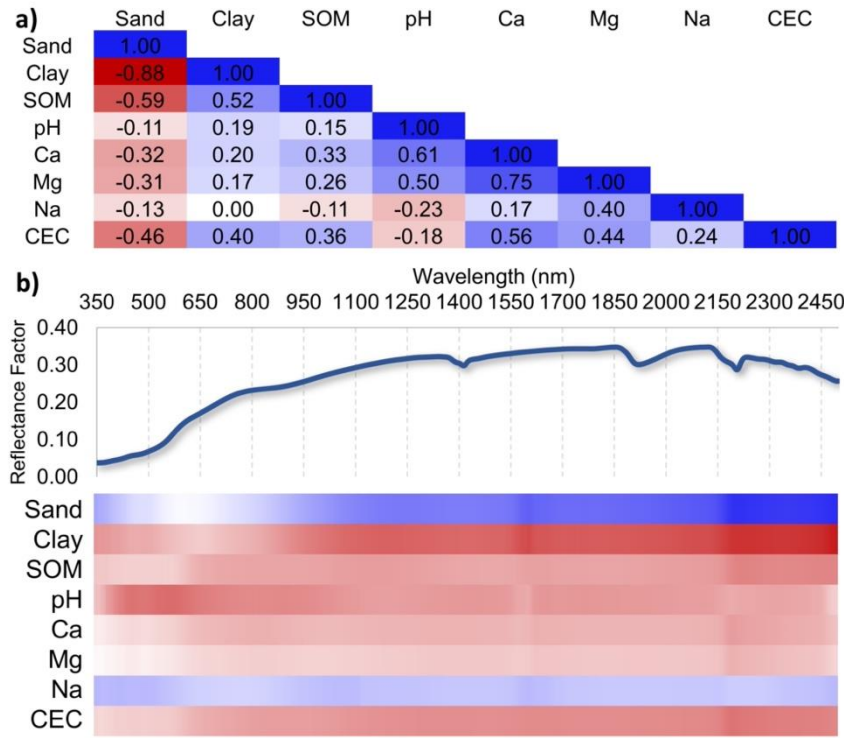 a) Sand Clay SOM pH Ca Mg Na CEC
Sand 1.00
Clay -0.88 1.00
SOM -0.59 0.52 1.00
pH -0.11 0.19 0.15 1.00
Ca -0.32 0.20 0.33 0.61 1.00
Mg -0.31 0.17 0.26 0.50 0.75 1.00
Na -0.13 0.00 -0.11 -0.23 0.17 0.40 1.00
CEC -0.46 0.40 0.36 -0.18 0.56 0.44 0.24 1.00
b) Wavelength (nm)
350 500 650 800 950 1100 1250 1400 1550 1700 1850 2000 2150 2300 2450
Reflectance Factor
0.40
0.30
0.20
0.10
0.00
Sand
Clay
SOM
pH
Ca
Mg
Na
CEC